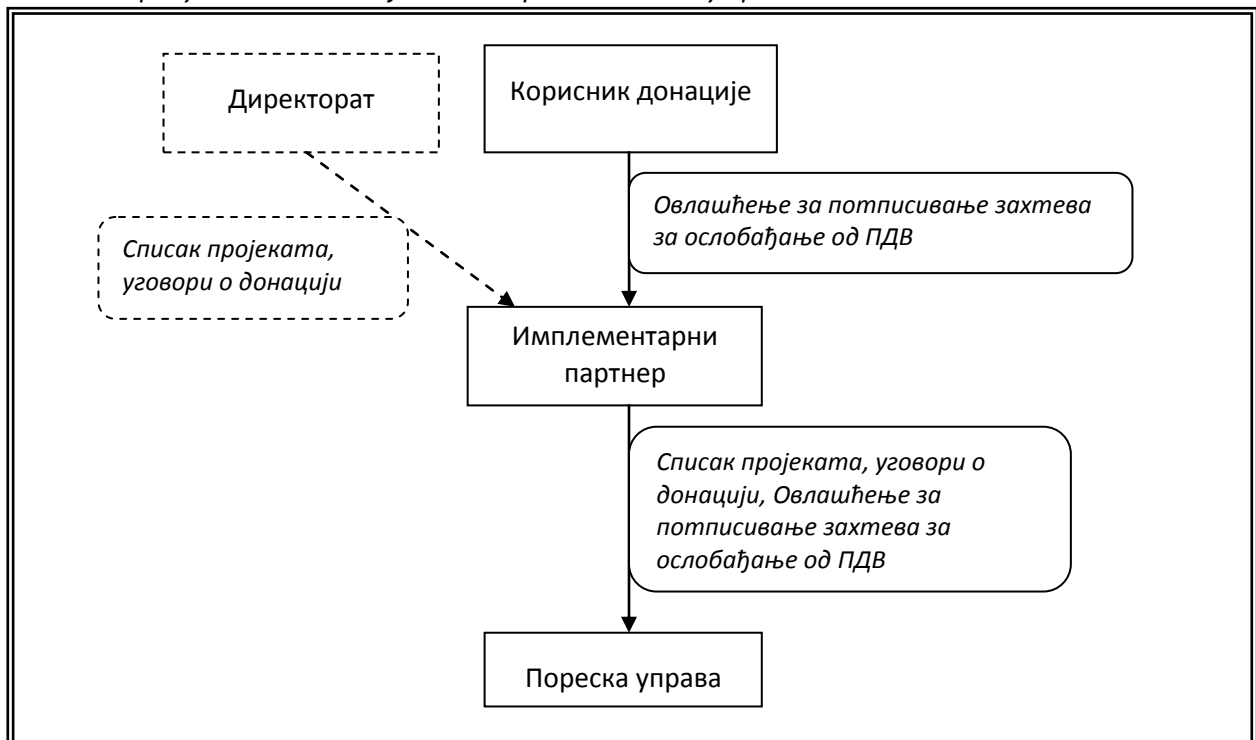 Директорат
Корисник донације
Овлашћење за потписивање захтева
за ослобађање од ПДВ
Списак пројеката,
уговори о донацији
Имплементарни
партнер
Списак пројеката, уговори о
донацији, Овлашћење за
потписивање захтева за
ослобађање од ПДВ
Пореска управа